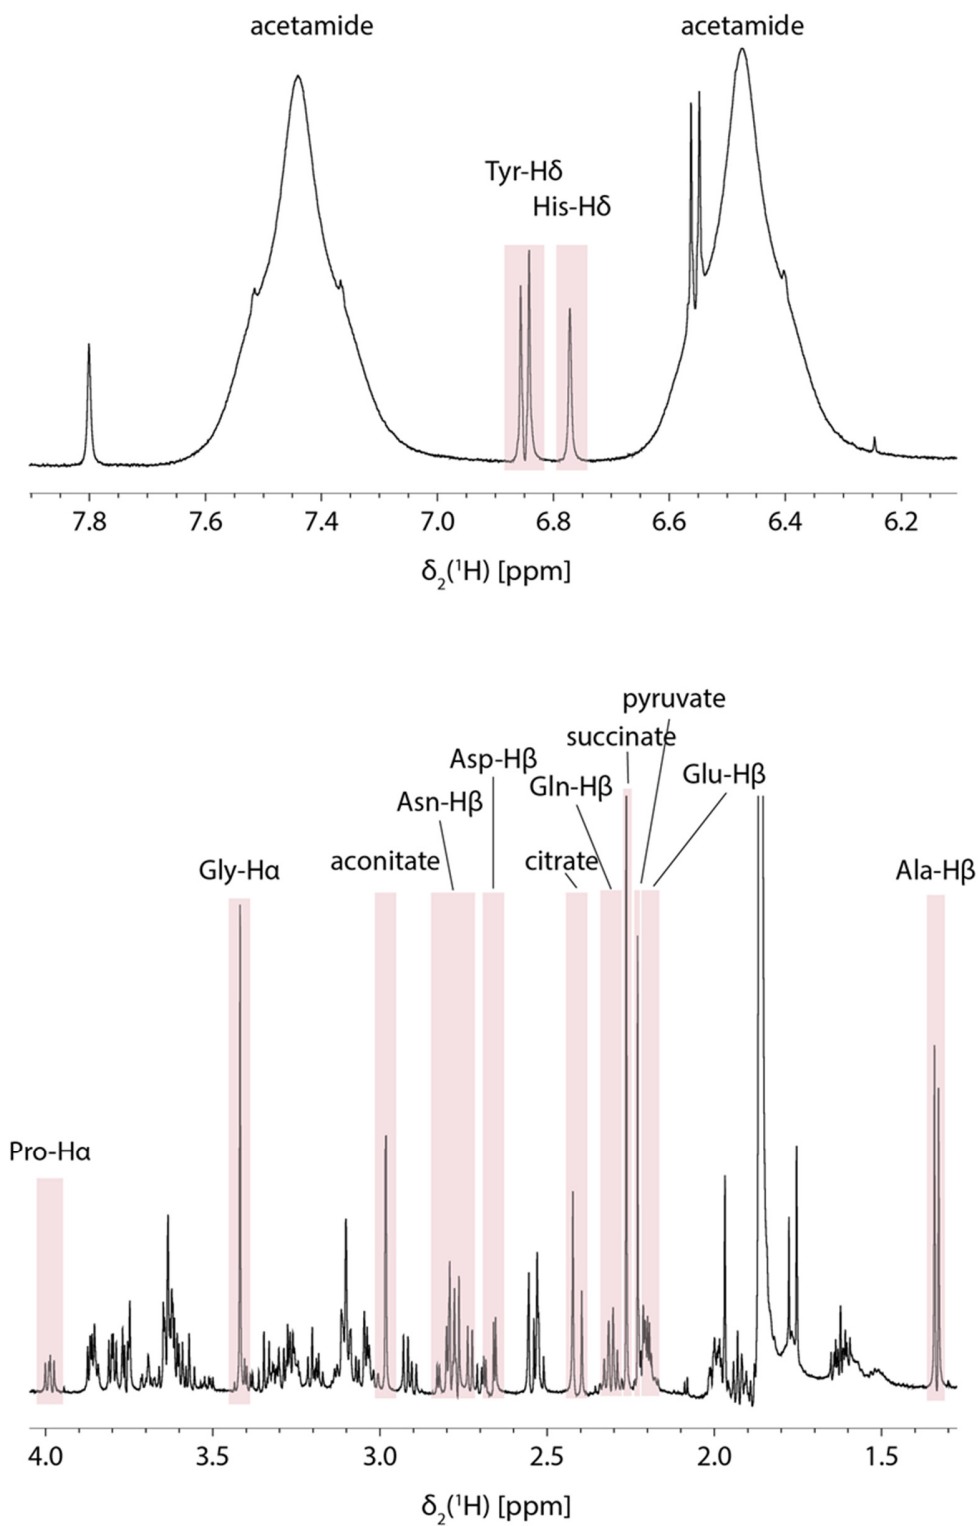 acetamide acetamide
Tyr-Hδ
His-Hδ
7.8 7.6 7.4 7.0 6.8 6.6 6.4 6.2
δ₂(¹H) [ppm]
pyruvate
succinate
Asp-Hβ
Gln-Hβ Glu-Hβ
Asn-Hβ
Gly-Hα aconitate citrate Ala-Hβ
Pro-Hα
4.0 3.5 3.0 2.5 2.0 1.5
δ₂(¹H) [ppm]